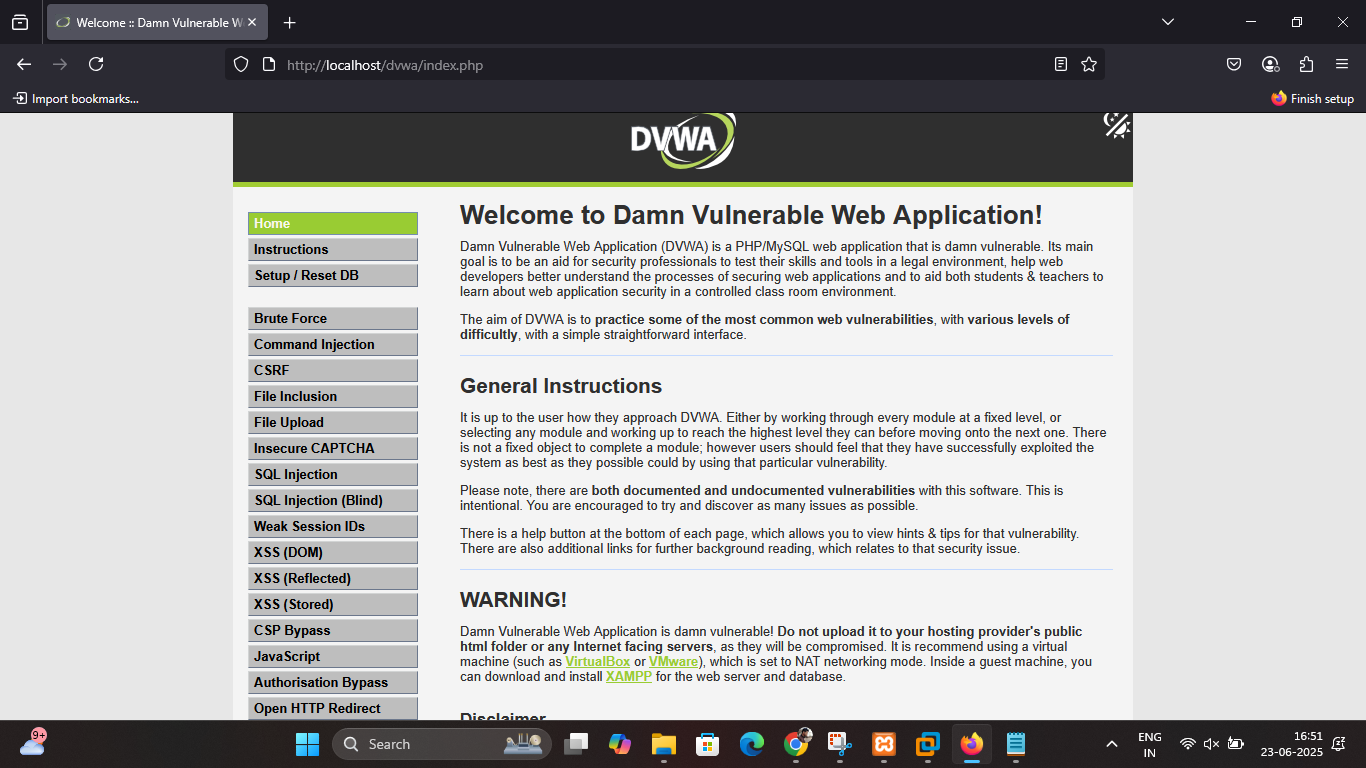 Welcome :: Damn Vulnerable W
http://localhost/dvwa/index.php
Import bookmarks...
Finish setup
DVWA
Home
Instructions
Setup / Reset DB
Brute Force
Command Injection
CSRF
File Inclusion
File Upload
Insecure CAPTCHA
SQL Injection
SQL Injection (Blind)
Weak Session IDs
XSS (DOM)
XSS (Reflected)
XSS (Stored)
CSP Bypass
JavaScript
Authorisation Bypass
Open HTTP Redirect
Welcome to Damn Vulnerable Web Application!
Damn Vulnerable Web Application (DVWA) is a PHP/MySQL web application that is damn vulnerable. Its main
goal is to be an aid for security professionals to test their skills and tools in a legal environment, help web
developers better understand the processes of securing web applications and to aid both students & teachers to
learn about web application security in a controlled class room environment.
The aim of DVWA is to practice some of the most common web vulnerabilities, with various levels of
difficultly, with a simple straightforward interface.
General Instructions
It is up to the user how they approach DVWA. Either by working through every module at a fixed level, or
selecting any module and working up to reach the highest level they can before moving onto the next one. There
is not a fixed object to complete a module; however users should feel that they have successfully exploited the
system as best as they possible could by using that particular vulnerability.
Please note, there are both documented and undocumented vulnerabilities with this software. This is
intentional. You are encouraged to try and discover as many issues as possible.
There is a help button at the bottom of each page, which allows you to view hints & tips for that vulnerability.
There are also additional links for further background reading, which relates to that security issue.
WARNING!
Damn Vulnerable Web Application is damn vulnerable! Do not upload it to your hosting provider's public
html folder or any Internet facing servers, as they will be compromised. It is recommend using a virtual
machine (such as VirtualBox or VMware), which is set to NAT networking mode. Inside a guest machine, you
can download and install XAMPP for the web server and database.
Disclaimer
9+
Search
ENG
IN
16:51
23-06-2025